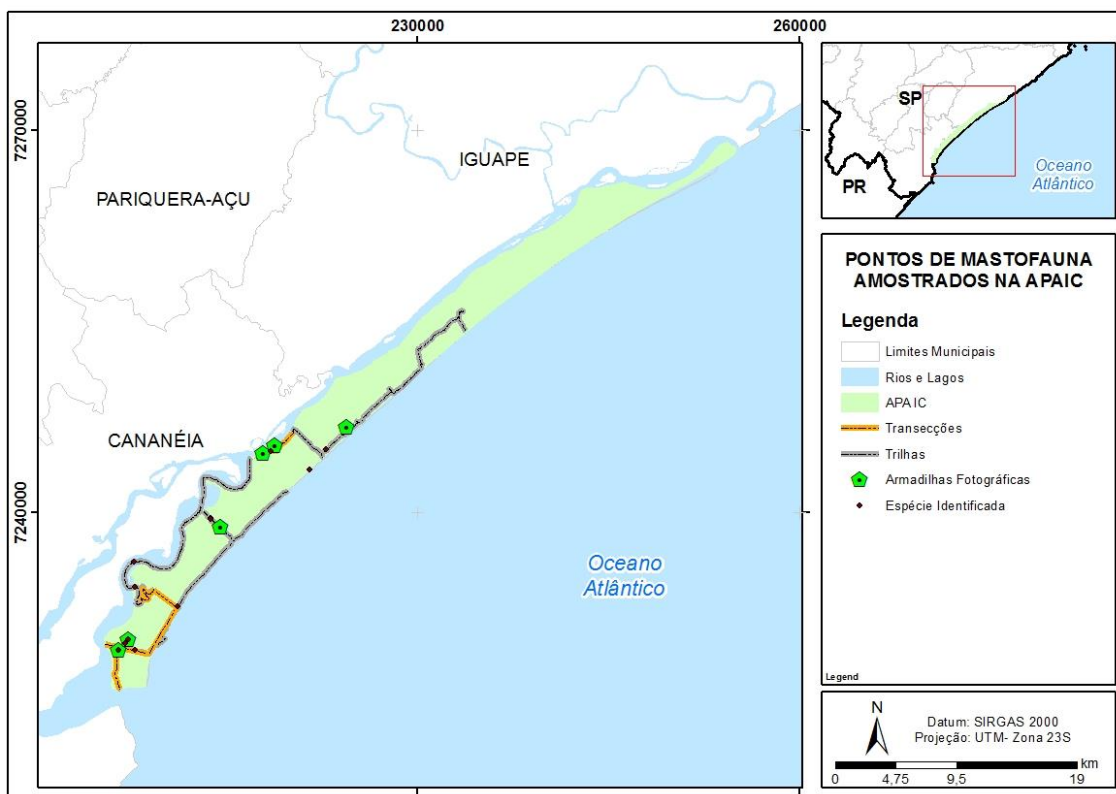 230000
260000
7270000
7240000
IGUAPE
PARIQUERA-AÇU
CANANÉIA
Oceano
Atlântico
SP
PR
Oceano
Atlântico
PONTOS DE MASTOFAUNA
AMOSTRADOS NA APAIC
Legenda
Limites Municipais
Rios e Lagos
APAIC
Transecções
Trilhas
Armadilhas Fotográficas
Espécie Identificada
Legend
N
Datum: SIRGAS 2000
Projeção: UTM- Zona 23S
km
0 4,75 9,5 19